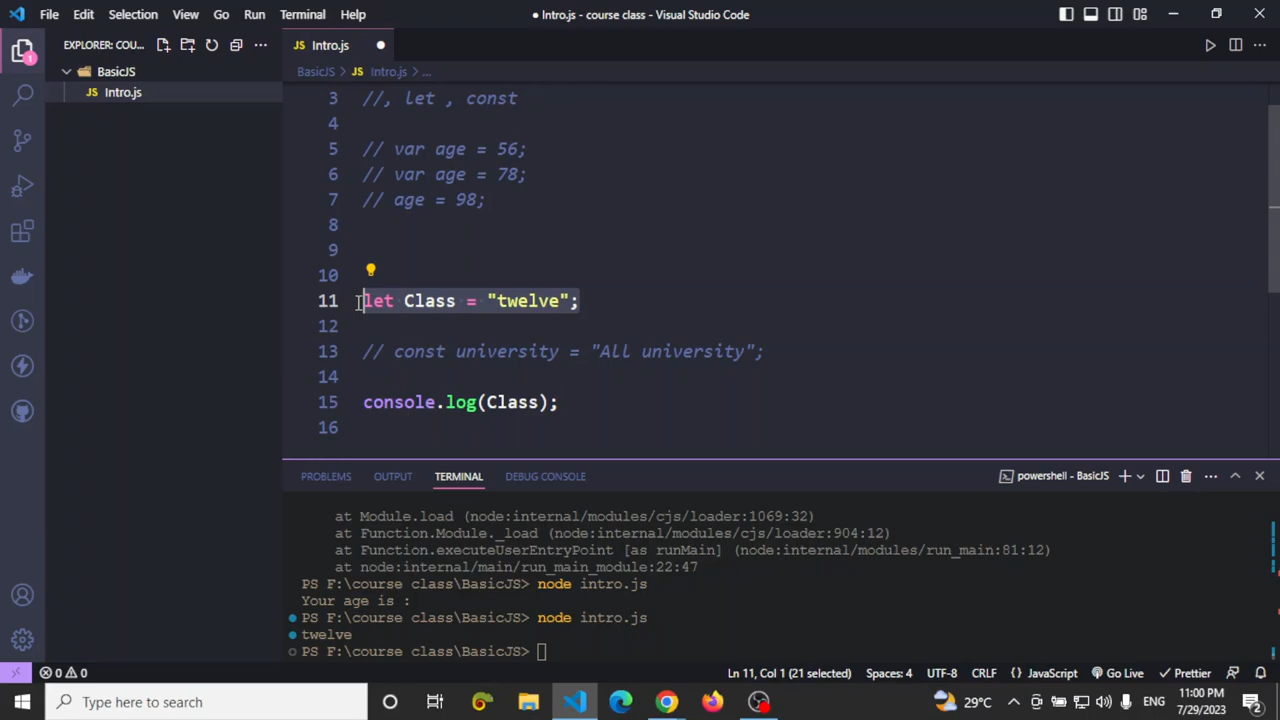 File Edit Selection View Go Run Terminal Help
● Intro.js - course class - Visual Studio Code
EXPLORER: COU...
JS Intro.js ●
BasicJS
JS Intro.js
1
BasicJS > JS Intro.js > ...
3 //, let , const
4
5 // var age = 56;
6 // var age = 78;
7 // age = 98;
8
9
10
11 let Class = "twelve";
12
13 // const university = "All university";
14
15 console.log(Class);
16
PROBLEMS OUTPUT TERMINAL DEBUG CONSOLE
powershell - BasicJS
at Module.load (node:internal/modules/cjs/loader:1069:32)
at Function.Module._load (node:internal/modules/cjs/loader:904:12)
at Function.executeUserEntryPoint [as runMain] (node:internal/modules/run_main:81:12)
at node:internal/main/run_main_module:22:47
PS F:\course class\BasicJS> node intro.js
Your age is :
PS F:\course class\BasicJS> node intro.js
twelve
PS F:\course class\BasicJS>
0 0 Ln 11, Col 1 (21 selected) Spaces: 4 UTF-8 CRLF {} JavaScript Go Live Prettier
Type here to search
29°C
ENG
11:00 PM
7/29/2023
2